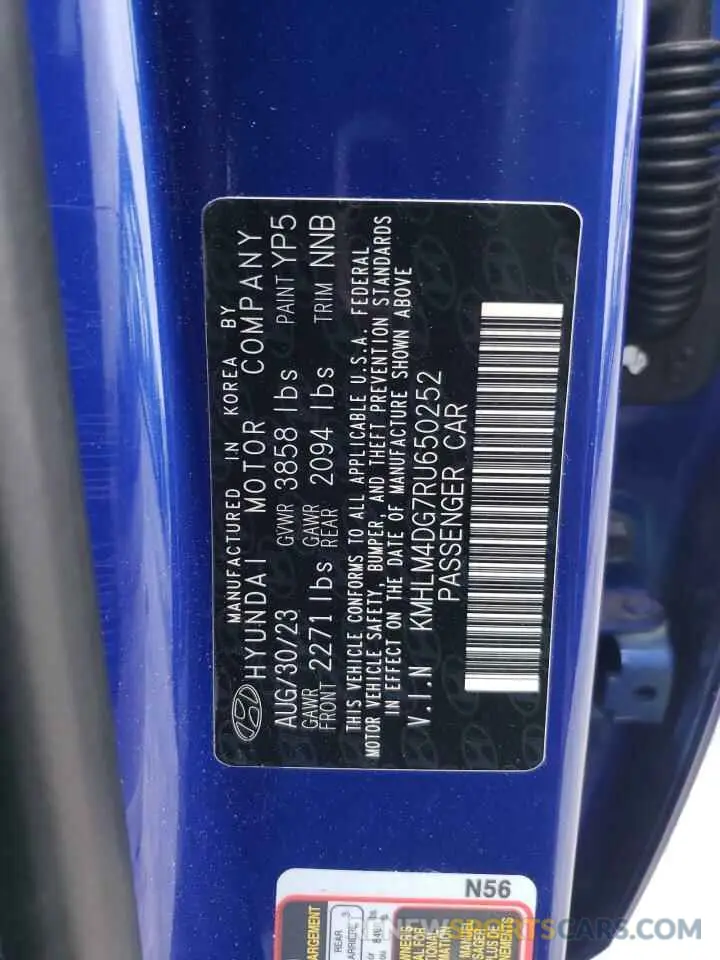 MANUFACTURED IN KOREA BY
HYUNDAI MOTOR COMPANY
AUG/30/23 GVWR 3858 lbs PAINT YP5
GAWR FRONT 2271 lbs GAWR REAR 2094 lbs TRIM NNB
THIS VEHICLE CONFORMS TO ALL APPLICABLE U.S.A. FEDERAL
MOTOR VEHICLE SAFETY, BUMPER, AND THEFT PREVENTION STANDARDS
IN EFFECT ON THE DATE OF MANUFACTURE SHOWN ABOVE
V.I.N KMHLM4DG7RU650252
PASSENGER CAR
N56
REAR
NEWSPORTSCARS.COM